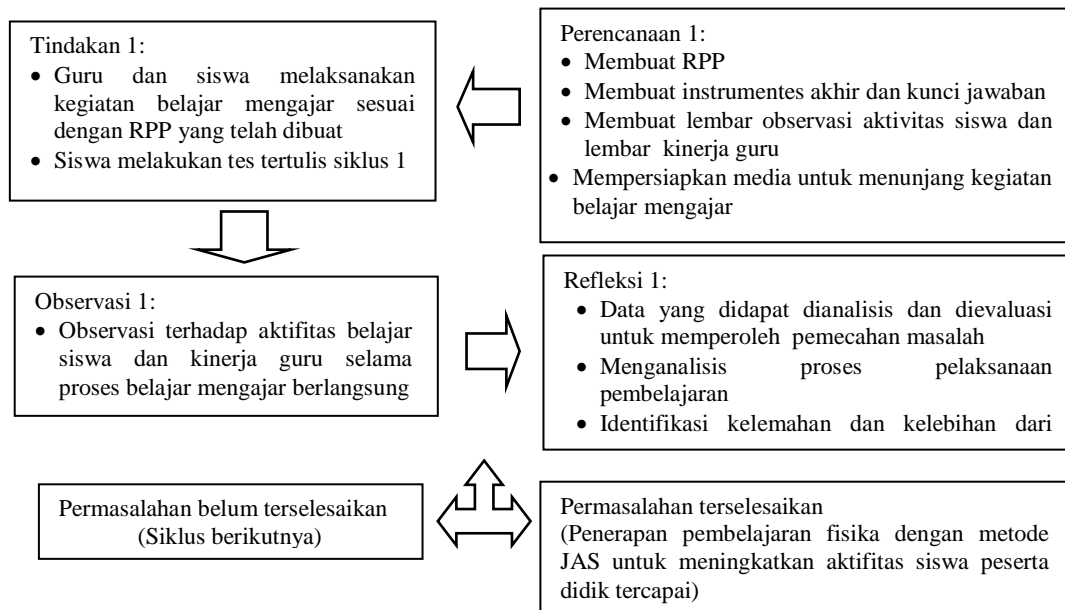 Tindakan 1:
• Guru dan siswa melaksanakan
kegiatan belajar mengajar sesuai
dengan RPP yang telah dibuat
• Siswa melakukan tes tertulis siklus 1
Perencanaan 1:
• Membuat RPP
• Membuat instrumentes akhir dan kunci jawaban
• Membuat lembar observasi aktivitas siswa dan
lembar kinerja guru
• Mempersiapkan media untuk menunjang kegiatan
belajar mengajar
Observasi 1:
• Observasi terhadap aktifitas belajar
siswa dan kinerja guru selama
proses belajar mengajar berlangsung
Refleksi 1:
• Data yang didapat dianalisis dan dievaluasi
untuk memperoleh pemecahan masalah
• Menganalisis proses pelaksanaan
pembelajaran
• Identifikasi kelemahan dan kelebihan dari
Permasalahan belum terselesaikan
(Siklus berikutnya)
Permasalahan terselesaikan
(Penerapan pembelajaran fisika dengan metode
JAS untuk meningkatkan aktifitas siswa peserta
didik tercapai)